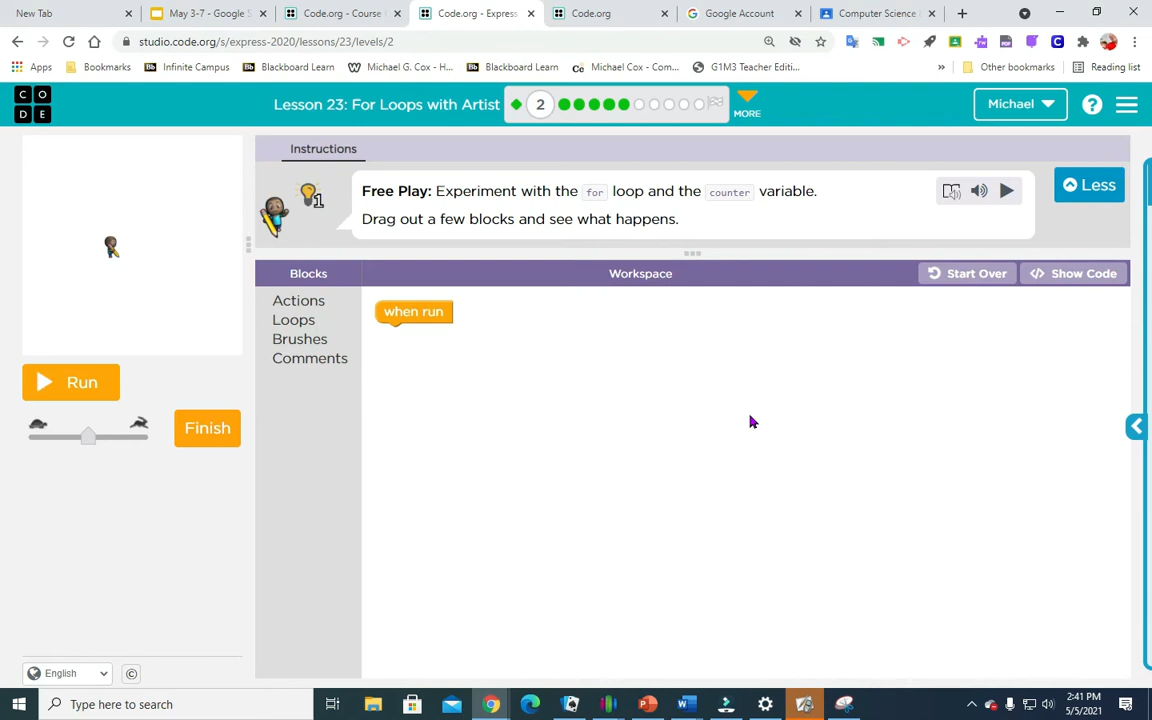 New Tab
May 3-7 - Google S
Code.org - Course C
Code.org - Express
Code.org
Google Account
Computer Science
studio.code.org/s/express-2020/lessons/23/levels/2
Apps
Bookmarks
Infinite Campus
Blackboard Learn
Michael G. Cox - H...
Blackboard Learn
Michael Cox - Com...
G1M3 Teacher Editi...
Other bookmarks
Reading list
C O
D E
Lesson 23: For Loops with Artist
2
MORE
Michael
Instructions
1
Free Play: Experiment with the for loop and the counter variable.
Drag out a few blocks and see what happens.
Less
Blocks
Workspace
Start Over
Show Code
Actions
Loops
Brushes
Comments
when run
Run
Finish
English
Type here to search
2:41 PM
5/5/2021